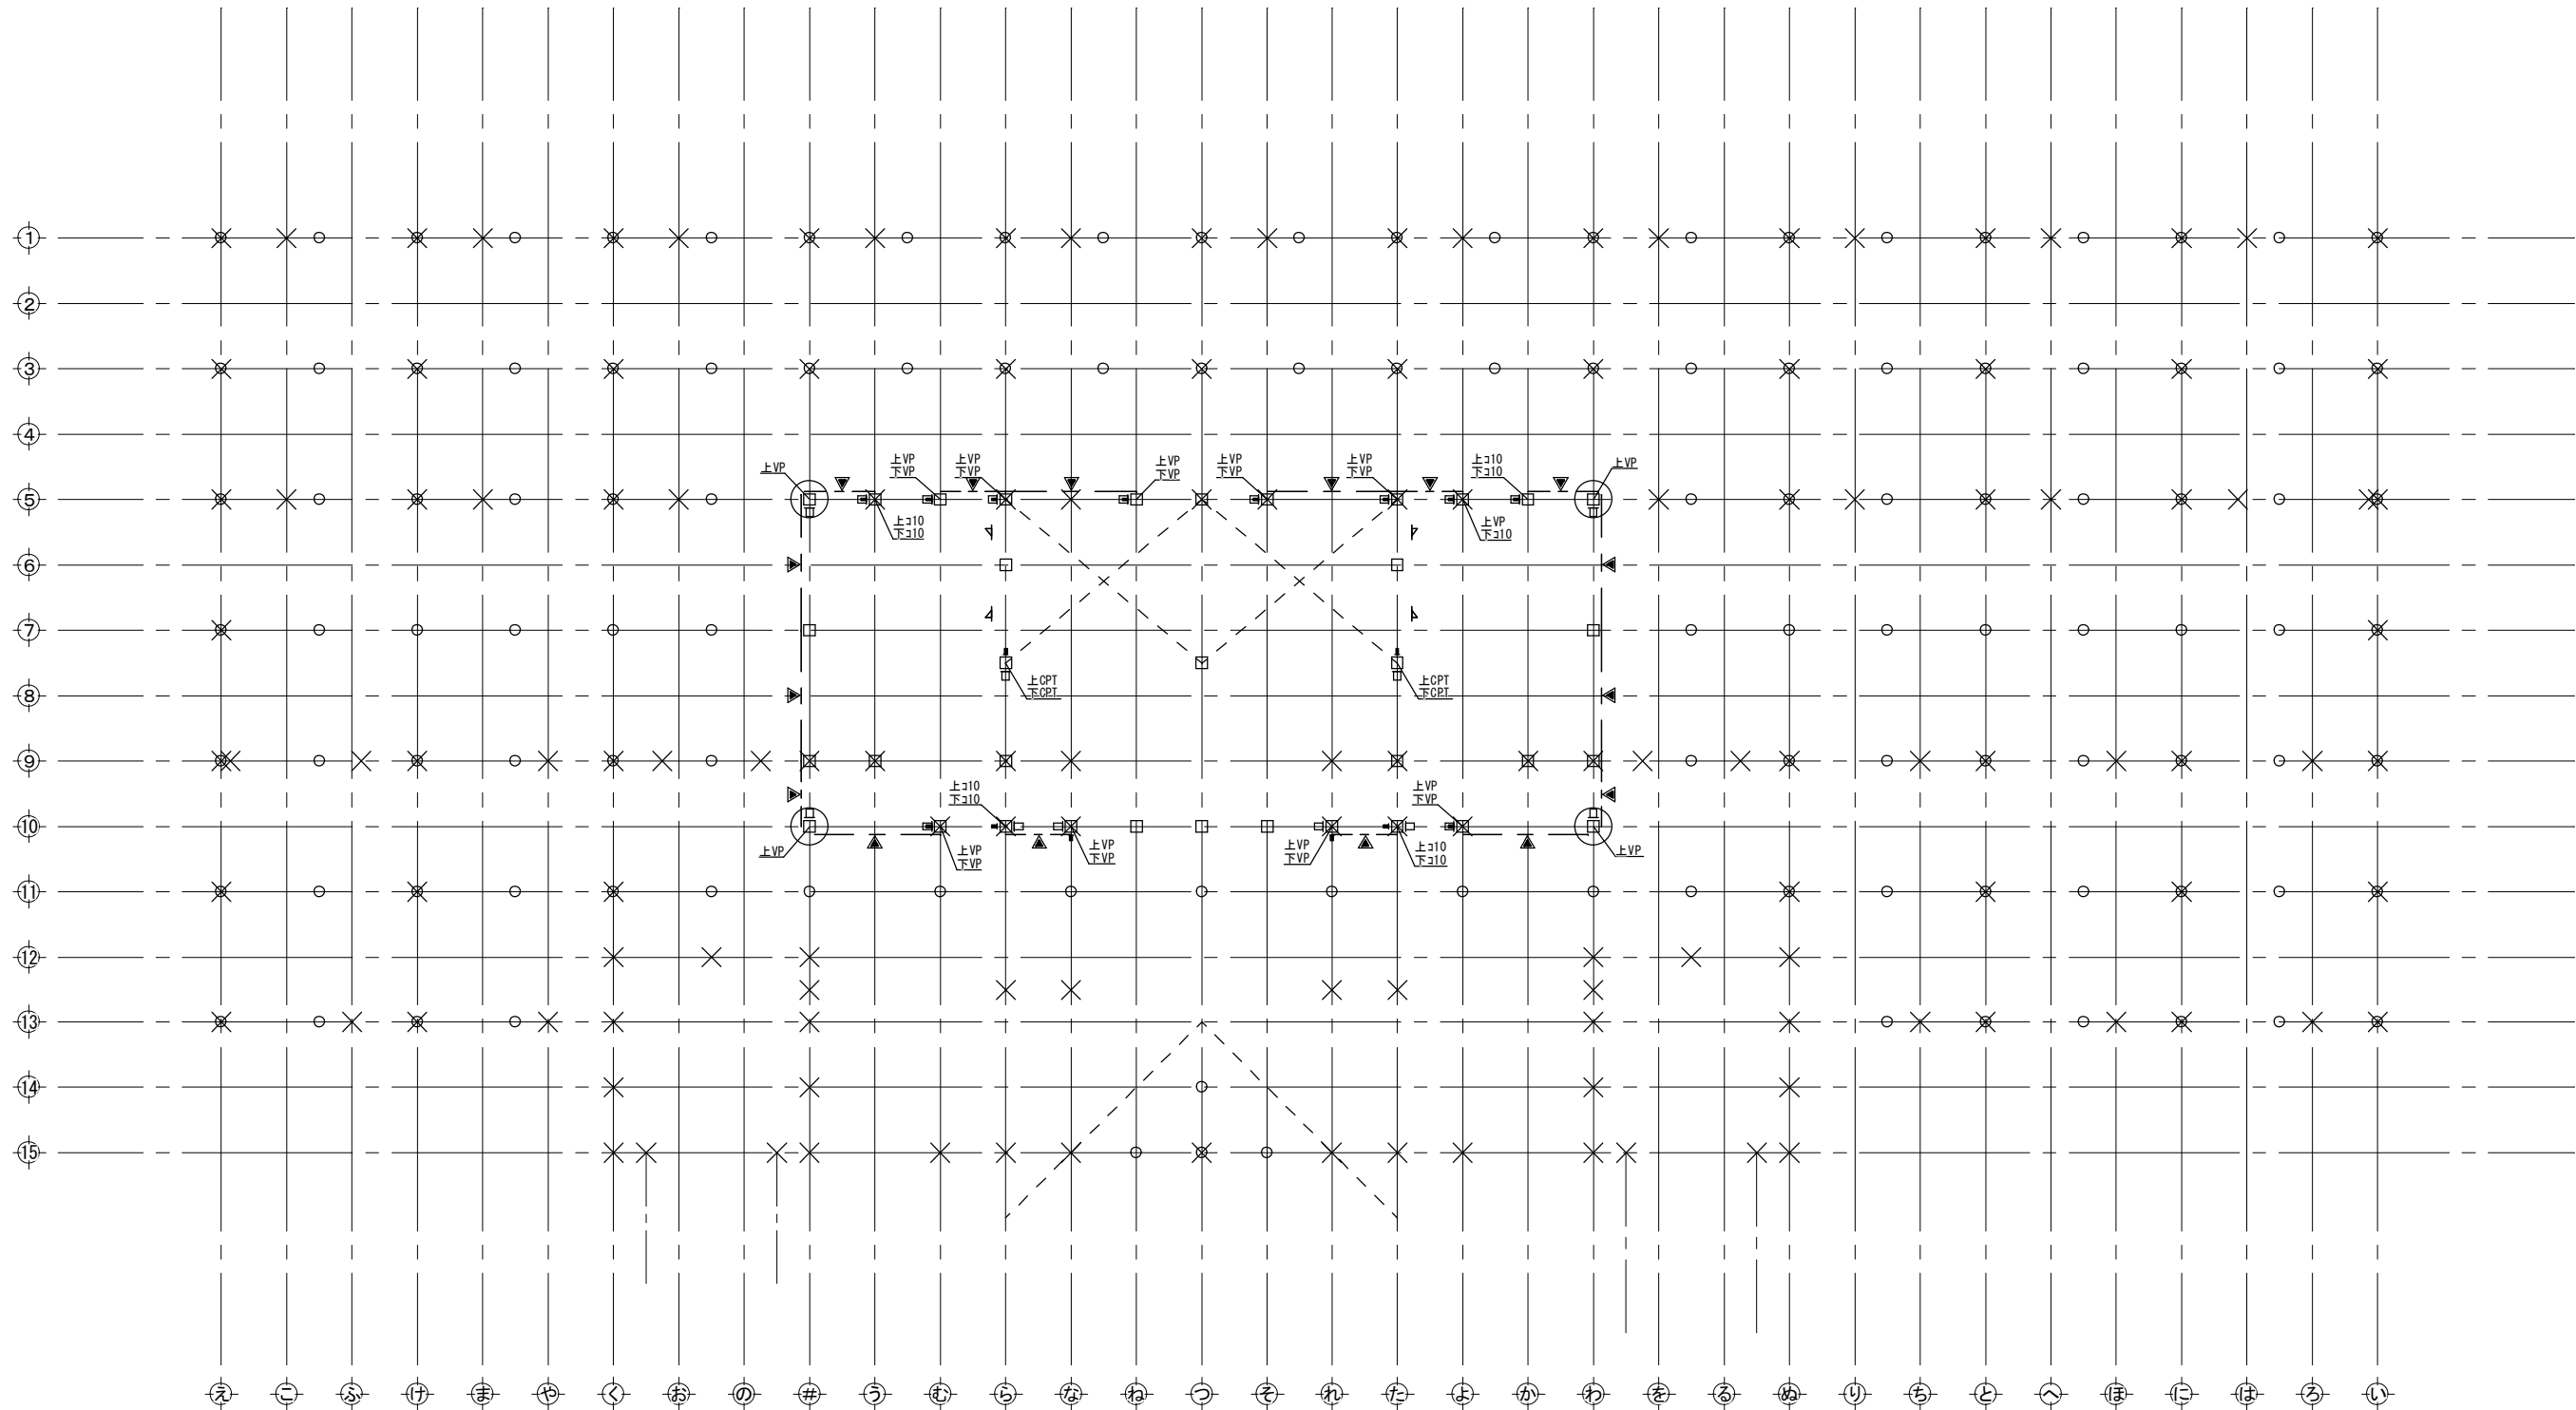 1
2
3
4
上VP
上VP
下VP
上VP
下VP
上VP
下VP
上VP
下VP
上VP
下VP
上コ10
下コ10
上VP
5
上コ10
下コ10
上VP
下コ10
6
7
上CPT
下CPT
上CPT
下CPT
8
9
上コ10
下コ10
上VP
下VP
10
上VP
上VP
下VP
上VP
下VP
上VP
下VP
上コ10
下コ10
上VP
11
12
13
14
15
え こ ふ け ま や く お の # う む ら な ね つ そ れ た よ か わ を る ぬ り ち と へ ほ に は ろ い